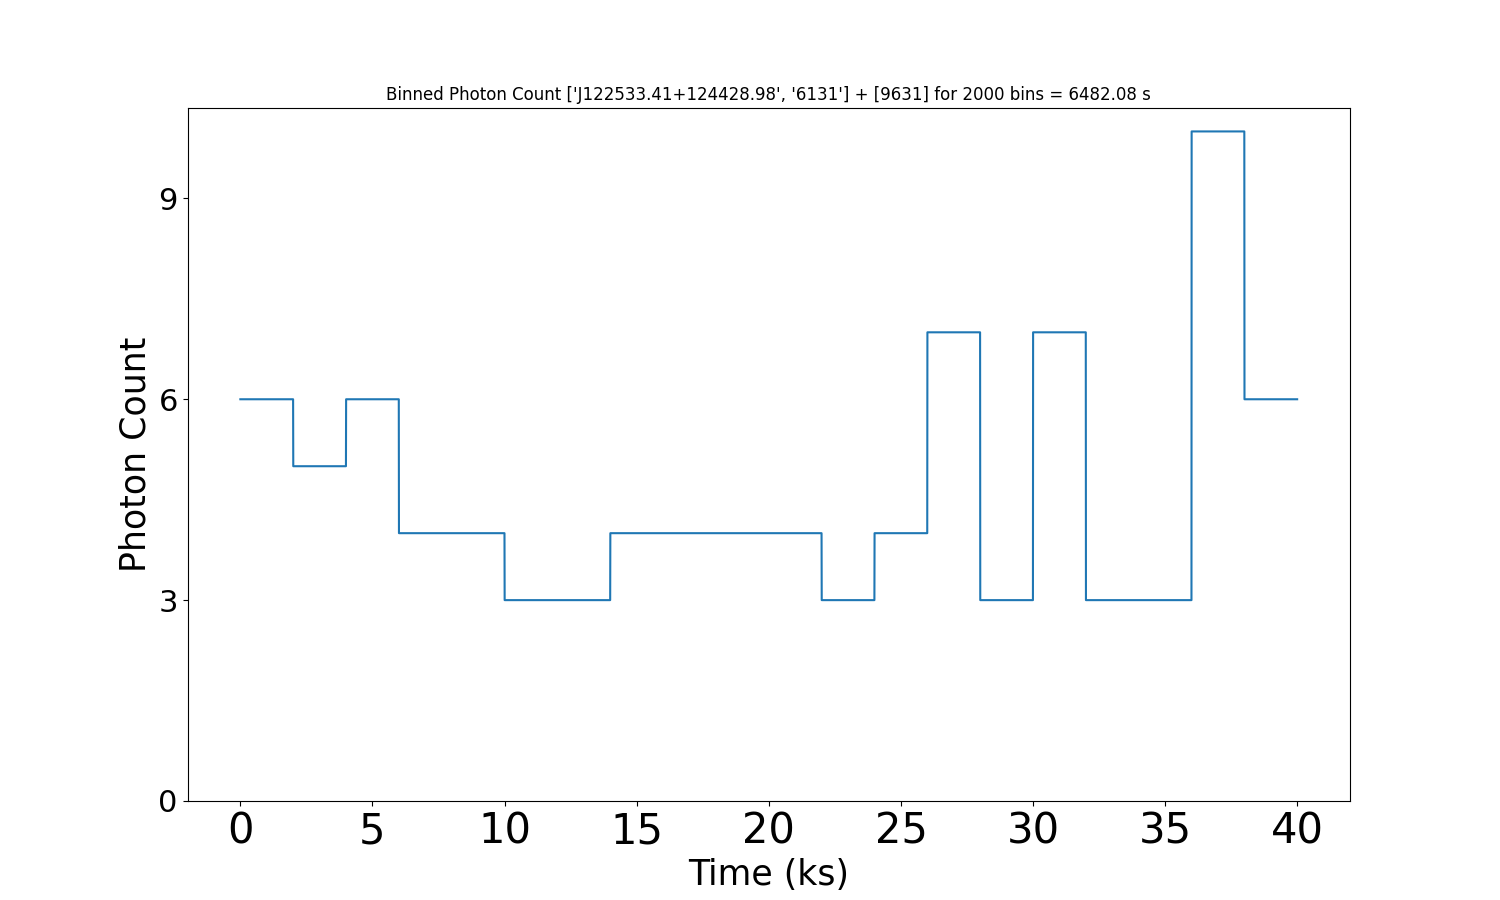 Binned Photon Count ['J122533.41+124428.98', '6131'] + [9631] for 2000 bins = 6482.08 s
Photon Count
9
6
3
0
0 5 10 15 20 25 30 35 40
Time (ks)